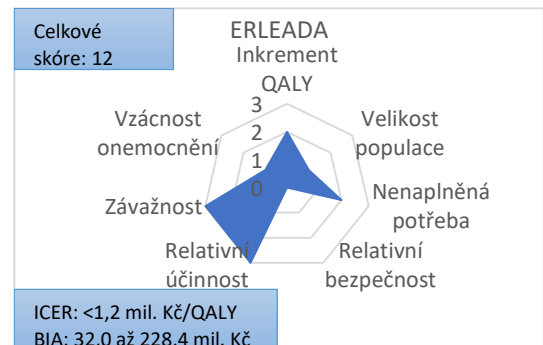 Celkové
skóre: 12
ERLEADA
Inkrement
QALY
3
2
1
0
Velikost
populace
Nenaplněná
potřeba
Relativní
bezpečnost
Relativní
účinnost
Závažnost
Vzácnost
onemocnění
ICER: <1,2 mil. Kč/QALY
BIA: 32,0 až 228,4 mil. Kč